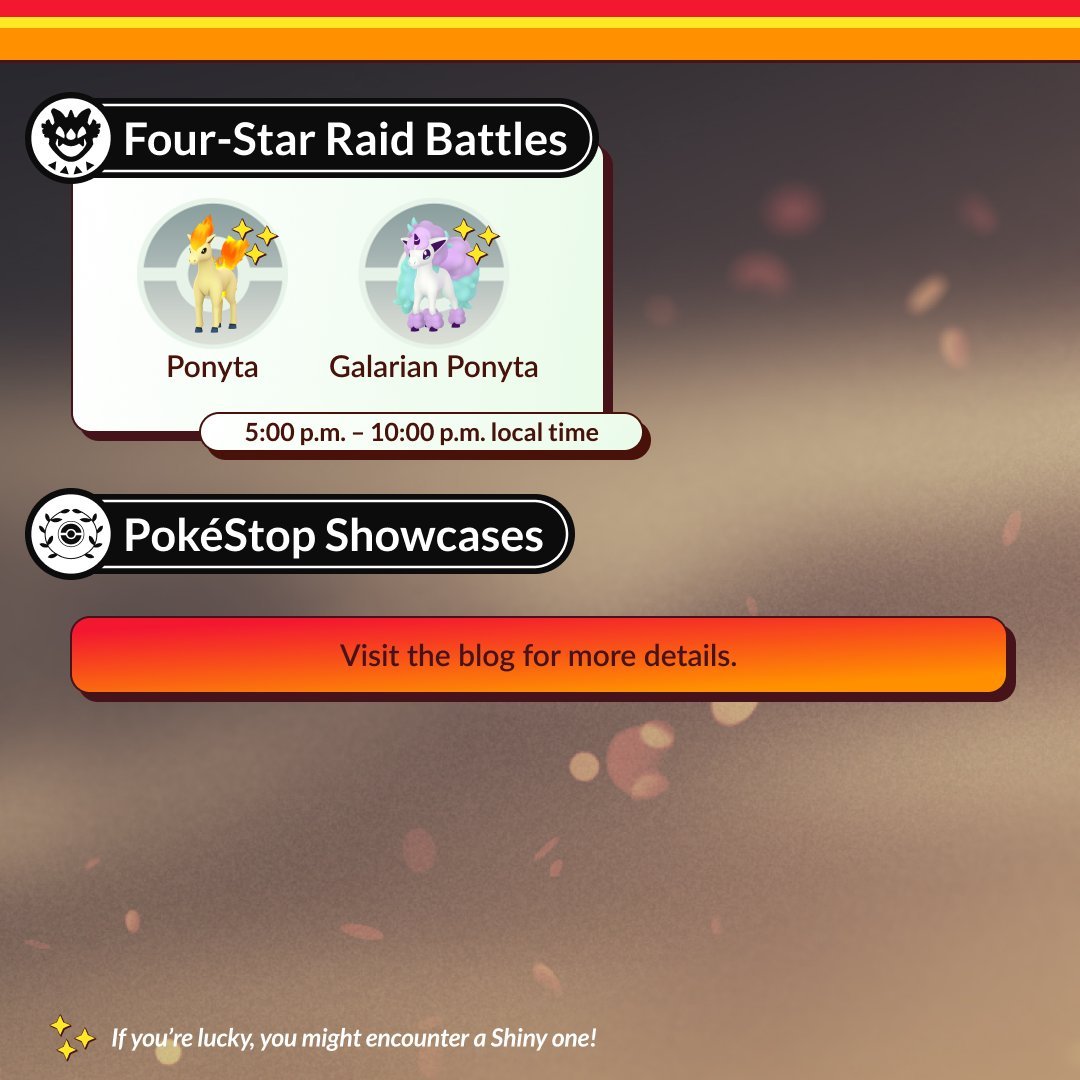 Four-Star Raid Battles
Ponyta
Galarian Ponyta
5:00 p.m. – 10:00 p.m. local time
PokéStop Showcases
Visit the blog for more details.
If you're lucky, you might encounter a Shiny one!